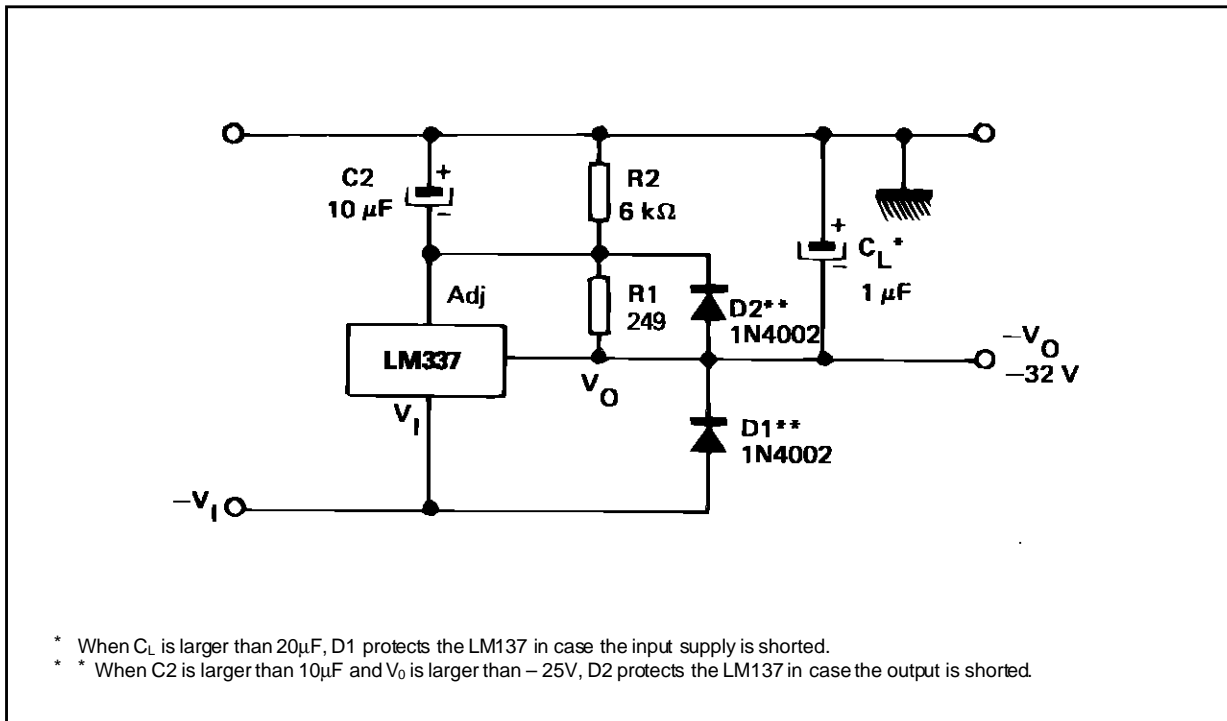 C2
10 µF
+
−
R2
6 kΩ
Adj
R1
249
D2**
1N4002
+
−
C_L*
1 µF
LM337
V_I
V_O
−V_O
−32 V
D1**
1N4002
−V_I
* When C_L is larger than 20µF, D1 protects the LM137 in case the input supply is shorted.
* * When C2 is larger than 10µF and V_0 is larger than – 25V, D2 protects the LM137 in case the output is shorted.